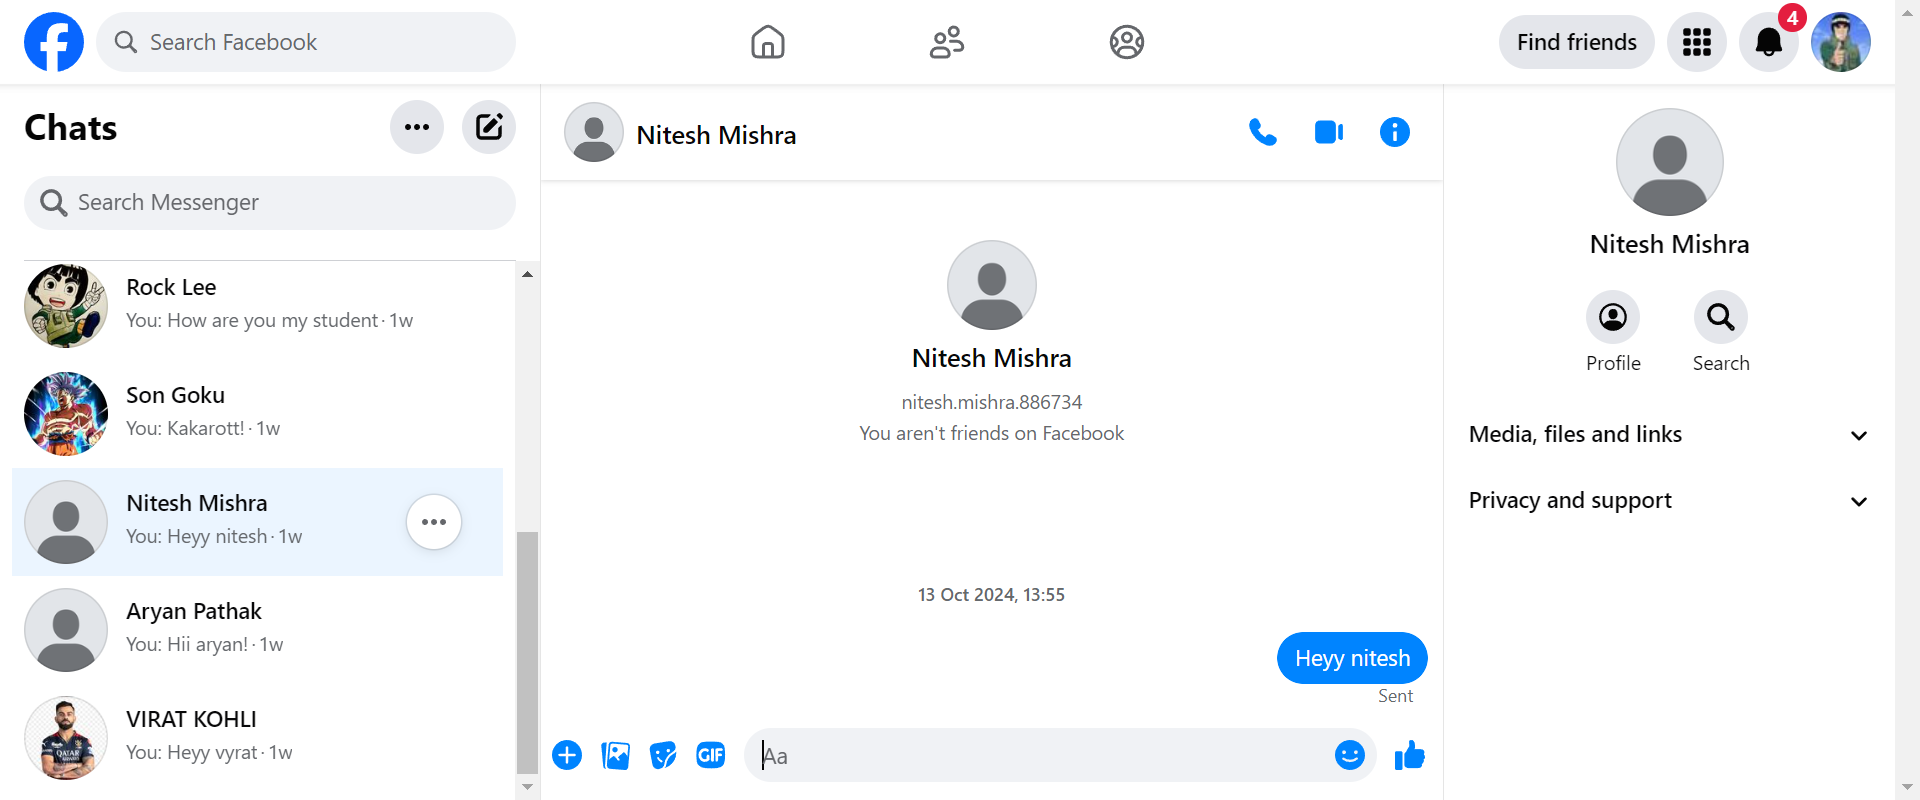 Search Facebook
Find friends
4
Chats
Search Messenger
Rock Lee
You: How are you my student · 1w
Son Goku
You: Kakarott! · 1w
Nitesh Mishra
You: Heyy nitesh · 1w
Aryan Pathak
You: Hii aryan! · 1w
VIRAT KOHLI
You: Heyy vyrat · 1w
Nitesh Mishra
Nitesh Mishra
nitesh.mishra.886734
You aren't friends on Facebook
13 Oct 2024, 13:55
Heyy nitesh
Sent
GIF
Aa
Nitesh Mishra
Profile
Search
Media, files and links
Privacy and support